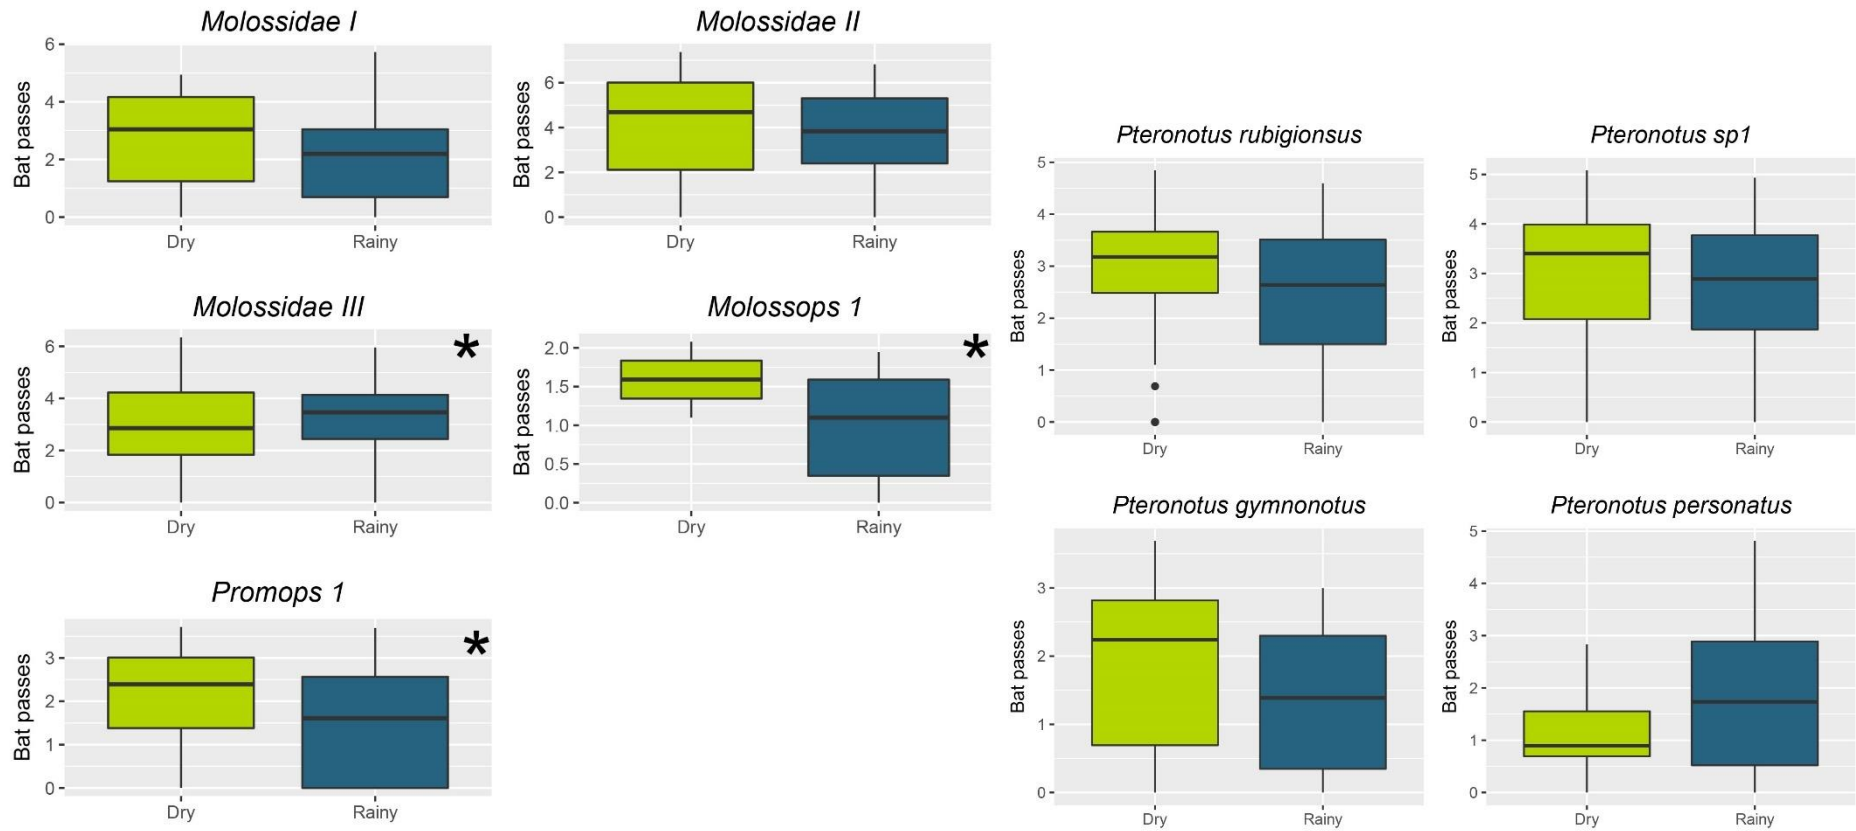 Molossidae I
Bat passes
6
4
2
0
Dry Rainy
Molossidae II
Bat passes
6
4
2
0
Dry Rainy
Molossidae III
Bat passes
6
4
2
0
*
Dry Rainy
Molossops 1
Bat passes
2.0
1.5
1.0
0.5
0.0
*
Dry Rainy
Promops 1
Bat passes
3
2
1
0
*
Dry Rainy
Pteronotus rubigionsus
Bat passes
5
4
3
2
1
0
Dry Rainy
Pteronotus sp1
Bat passes
5
4
3
2
1
0
Dry Rainy
Pteronotus gymnonotus
Bat passes
3
2
1
0
Dry Rainy
Pteronotus personatus
Bat passes
5
4
3
2
1
0
Dry Rainy